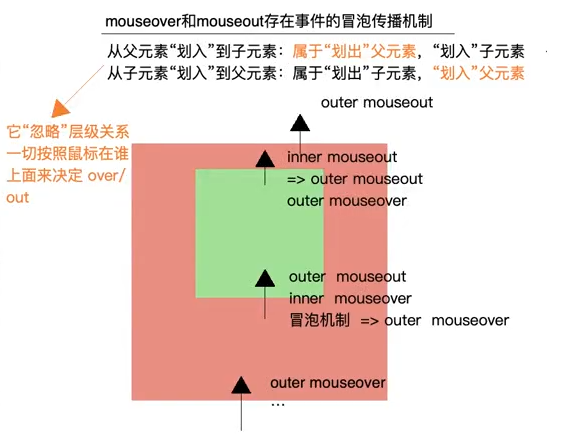 mouseover和mouseout存在事件的冒泡传播机制
从父元素“划入”到子元素：属于“划出”父元素，“划入”子元素
从子元素“划入”到父元素：属于“划出”子元素，“划入”父元素
它“忽略”层级关系
一切按照鼠标在谁
上面来决定 over/
out
outer mouseout
inner mouseout
=> outer mouseout
outer mouseover
outer mouseout
inner mouseover
冒泡机制 => outer mouseover
outer mouseover
...